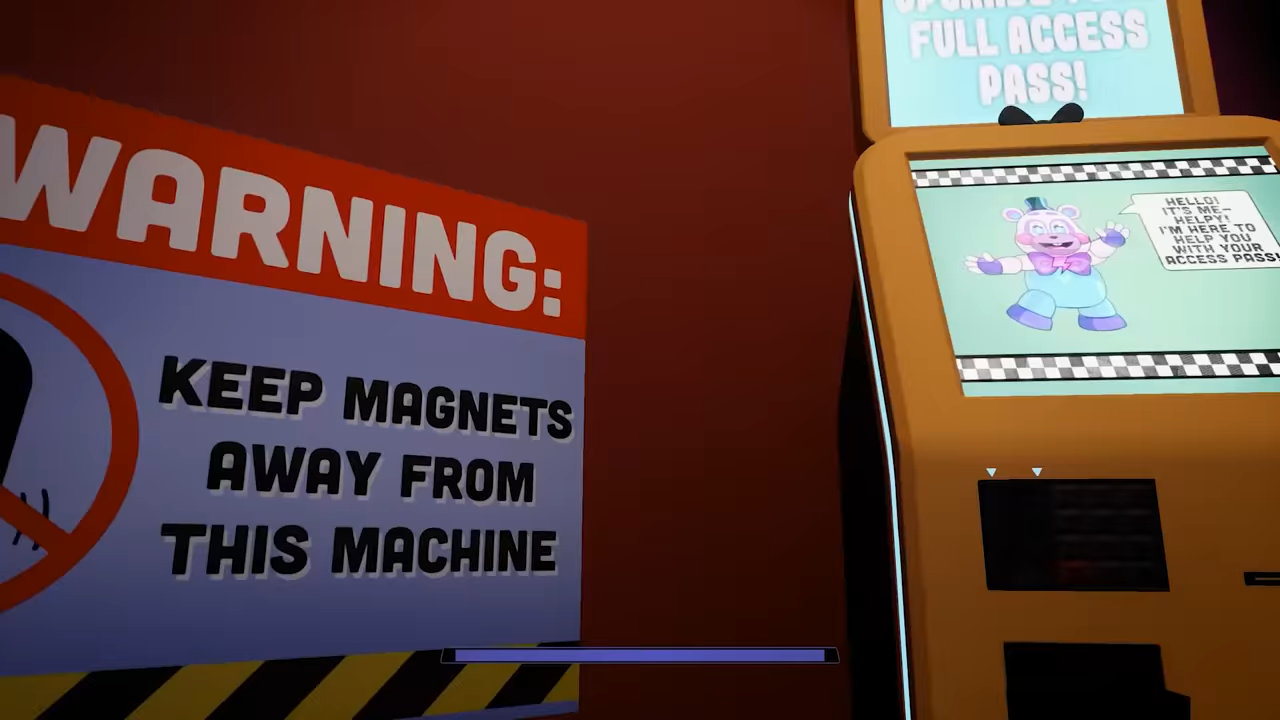 WARNING:
KEEP MAGNETS
AWAY FROM
THIS MACHINE
FULL ACCESS
PASS!
HELLO!
IT'S ME-
HELPY!
I'M HERE TO
HELP YOU
WITH YOUR
ACCESS PASS!